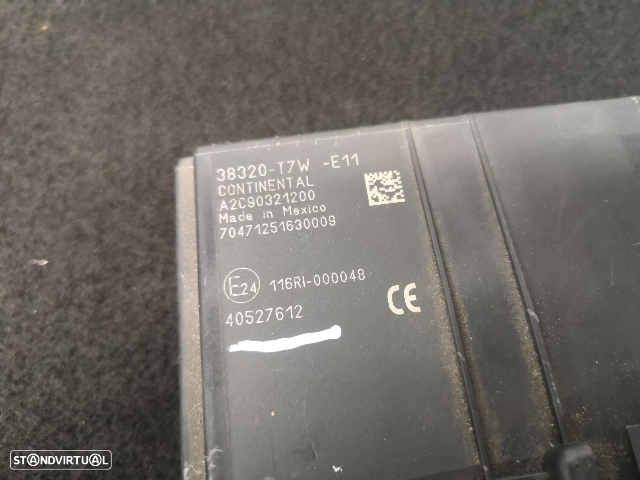 38320-T7W -E11
CONTINENTAL
A2C90321200
Made in Mexico
70471251630009
E24 116RI-000048
CE
40527612
STANDVIRTUAL